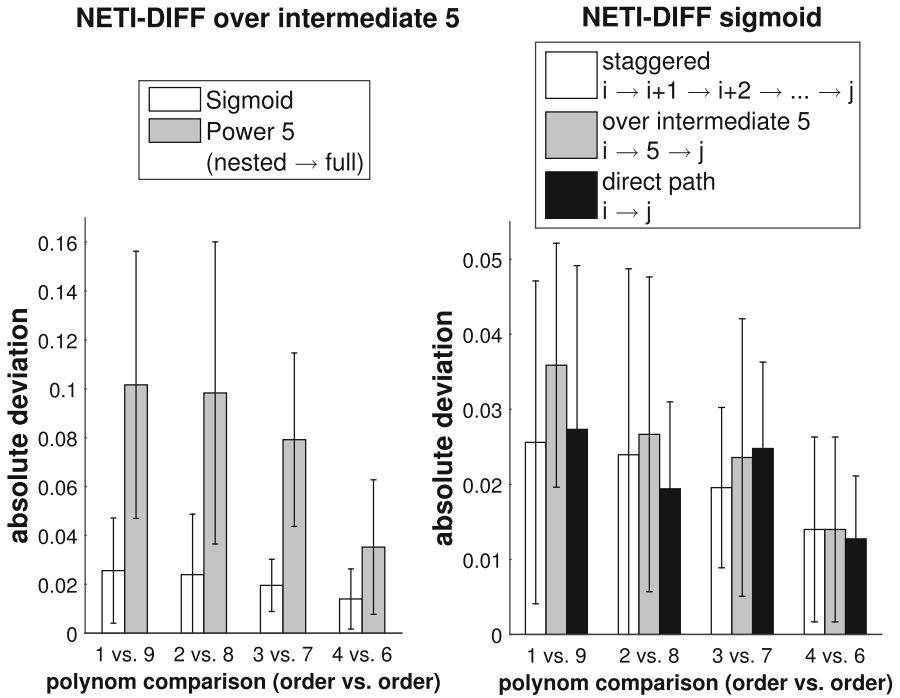 NETI-DIFF over intermediate 5
Sigmoid
Power 5
(nested → full)
absolute deviation
0.16
0.14
0.12
0.1
0.08
0.06
0.04
0.02
0
1 vs. 9
2 vs. 8
3 vs. 7
4 vs. 6
polynom comparison (order vs. order)
NETI-DIFF sigmoid
staggered
i → i+1 → i+2 → ... → j
over intermediate 5
i → 5 → j
direct path
i → j
absolute deviation
0.05
0.04
0.03
0.02
0.01
0
1 vs. 9
2 vs. 8
3 vs. 7
4 vs. 6
polynom comparison (order vs. order)